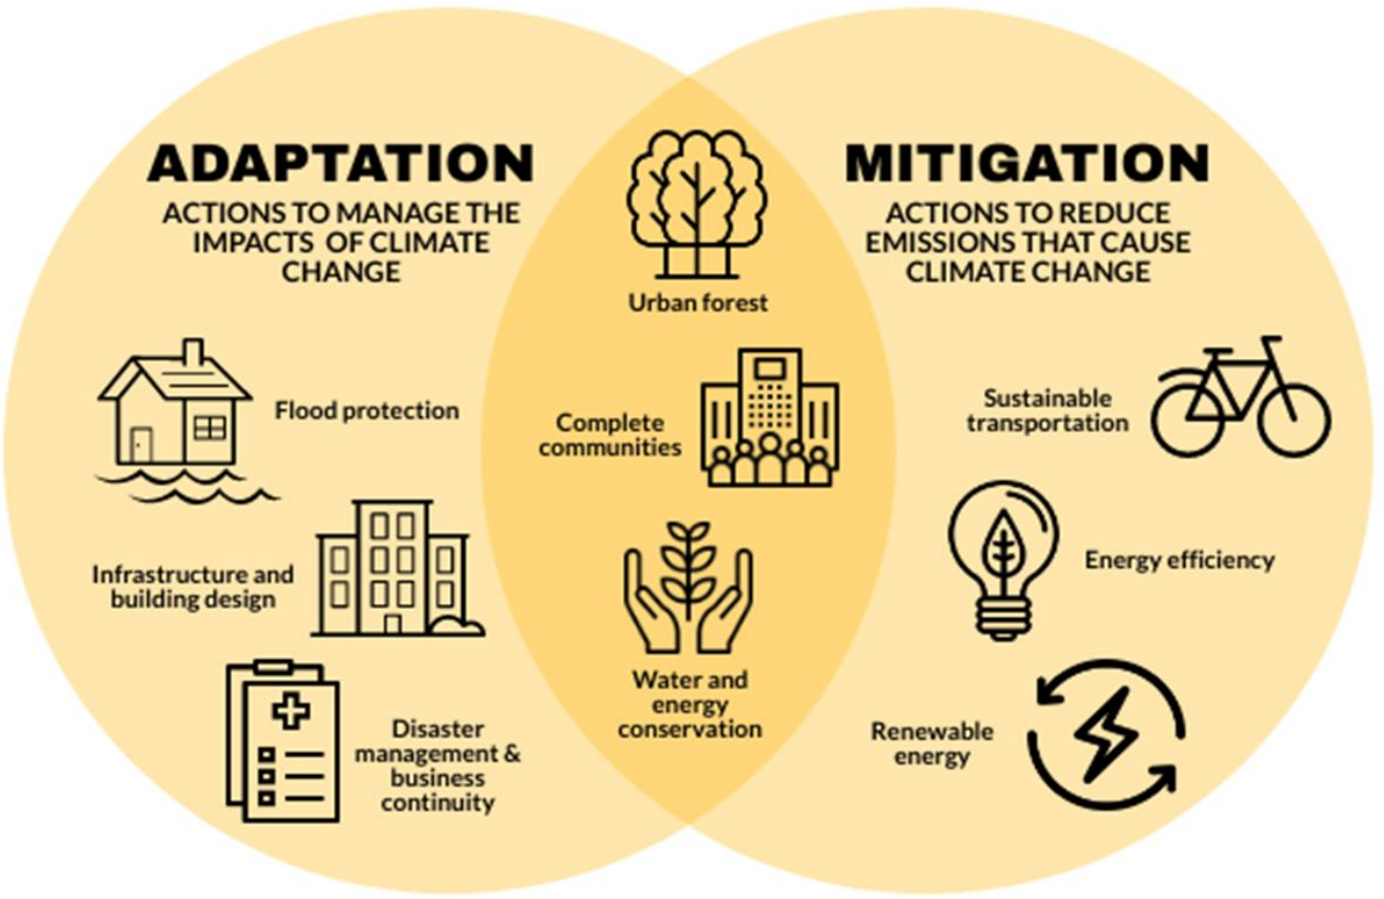 ADAPTATION
ACTIONS TO MANAGE THE
IMPACTS OF CLIMATE
CHANGE
Flood protection
Infrastructure and
building design
Disaster
management &
business
continuity
Urban forest
Complete
communities
Water and
energy
conservation
MITIGATION
ACTIONS TO REDUCE
EMISSIONS THAT CAUSE
CLIMATE CHANGE
Sustainable
transportation
Energy efficiency
Renewable
energy